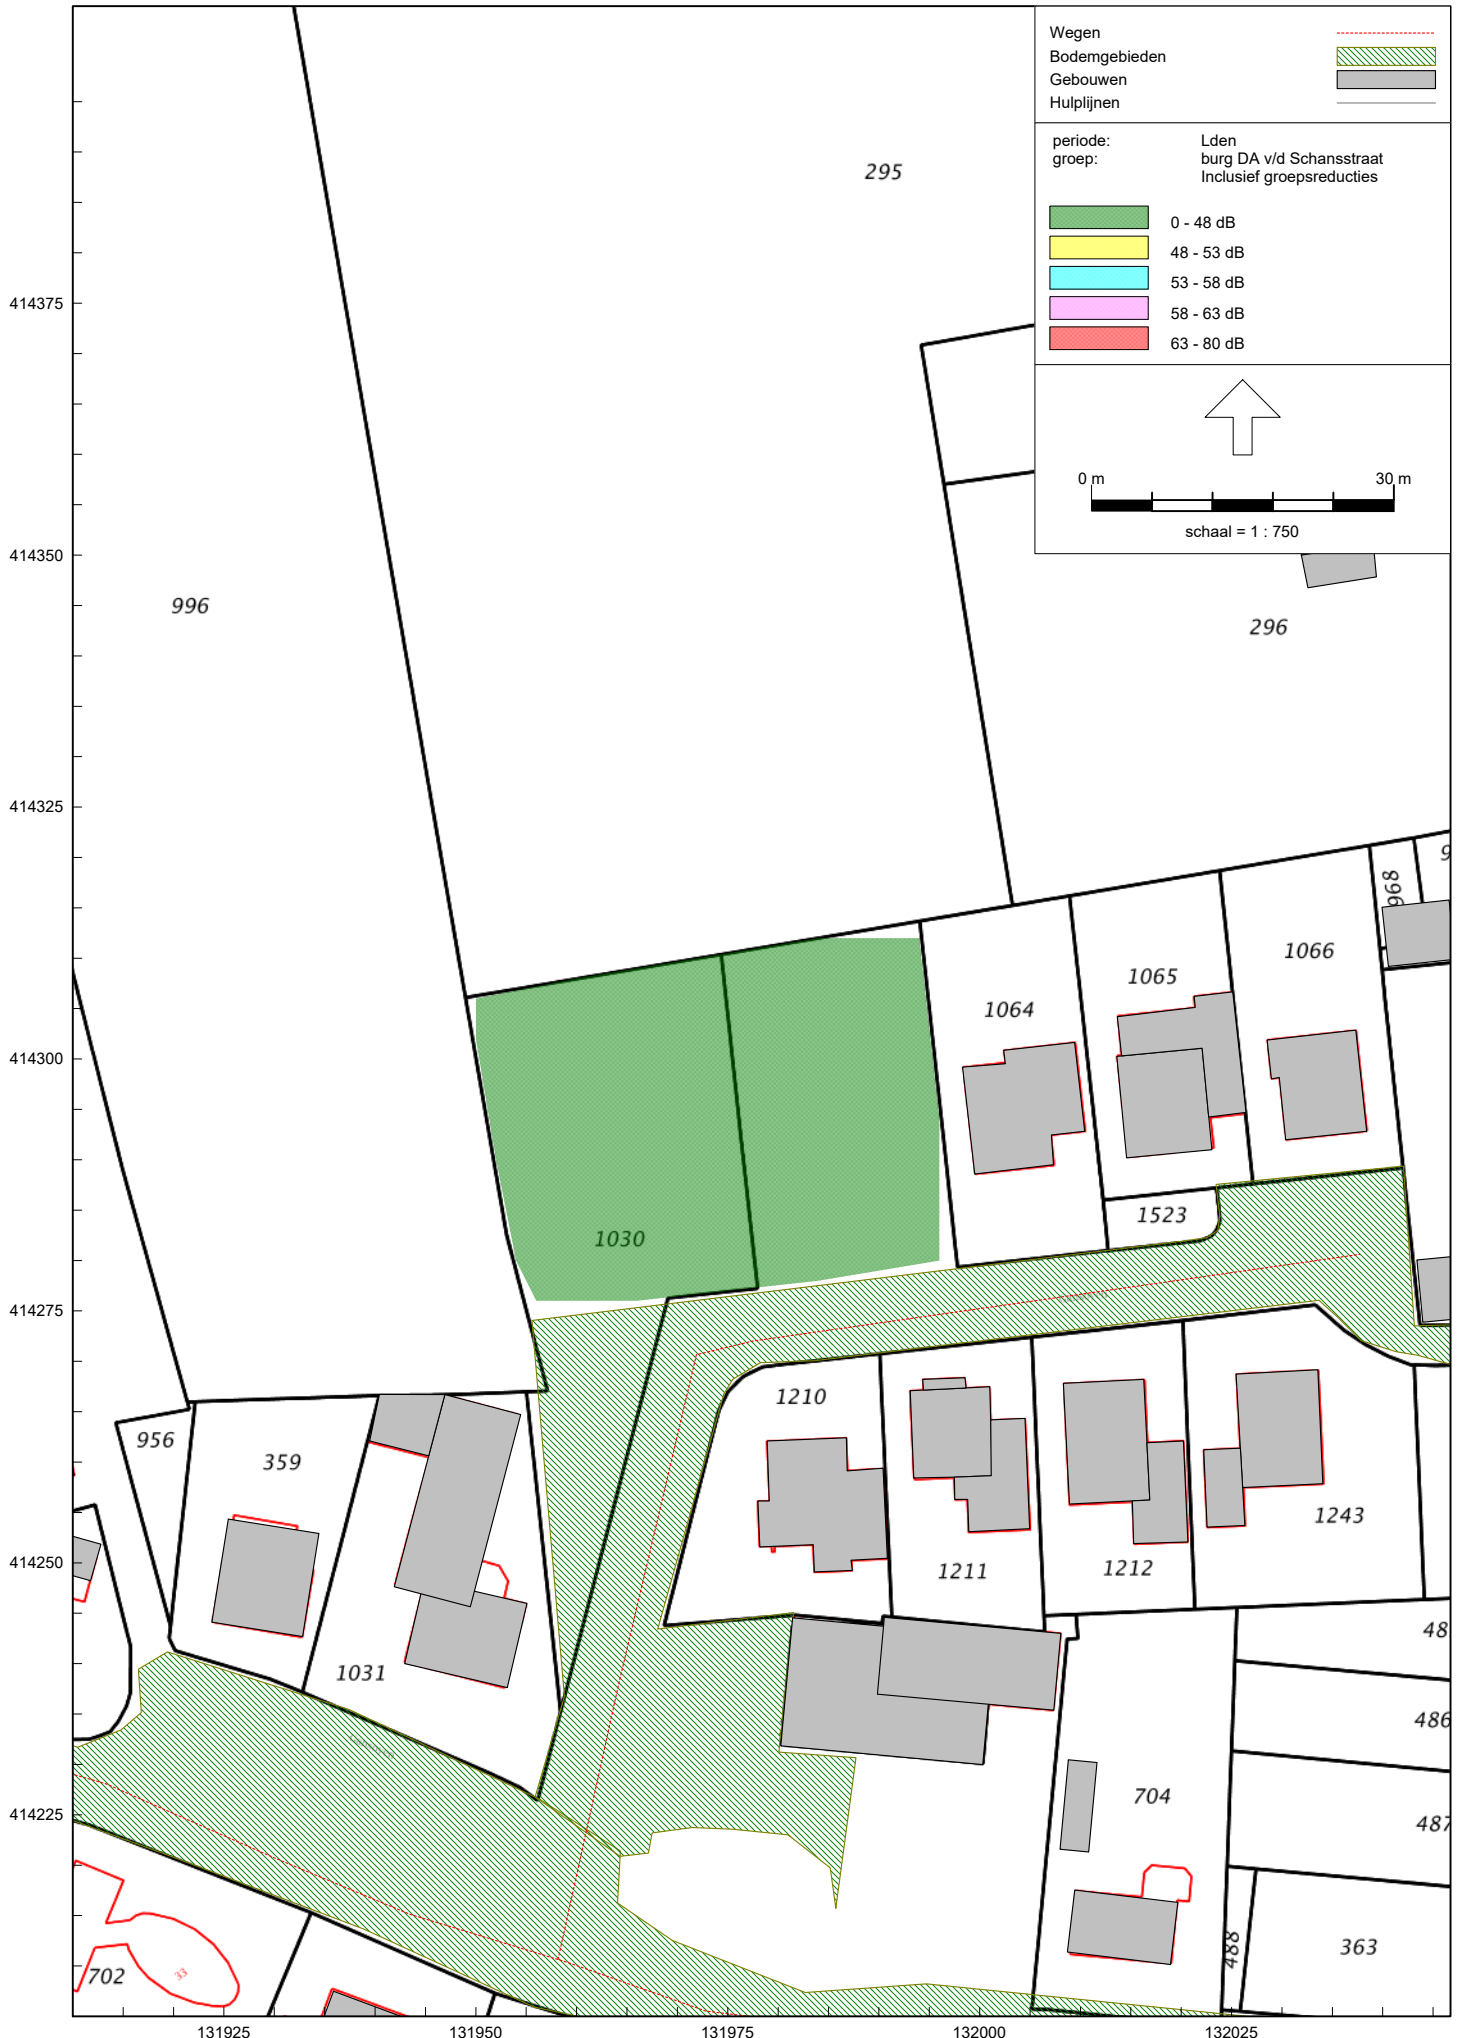 Wegen
Bodemgebieden
Gebouwen
Hulplijnen
periode: Lden
groep: burg DA v/d Schansstraat
Inclusief groepsreducties
0 - 48 dB
48 - 53 dB
53 - 58 dB
58 - 63 dB
63 - 80 dB
0 m 30 m
schaal = 1 : 750
295
414375
414350
996
296
414325
9
968
1066
1065
1064
414300
1523
1030
414275
1210
956
359
1243
414250
1211
1212
48
1031
486
704
414225
487
488
363
702
33
131925 131950 131975 132000 132025